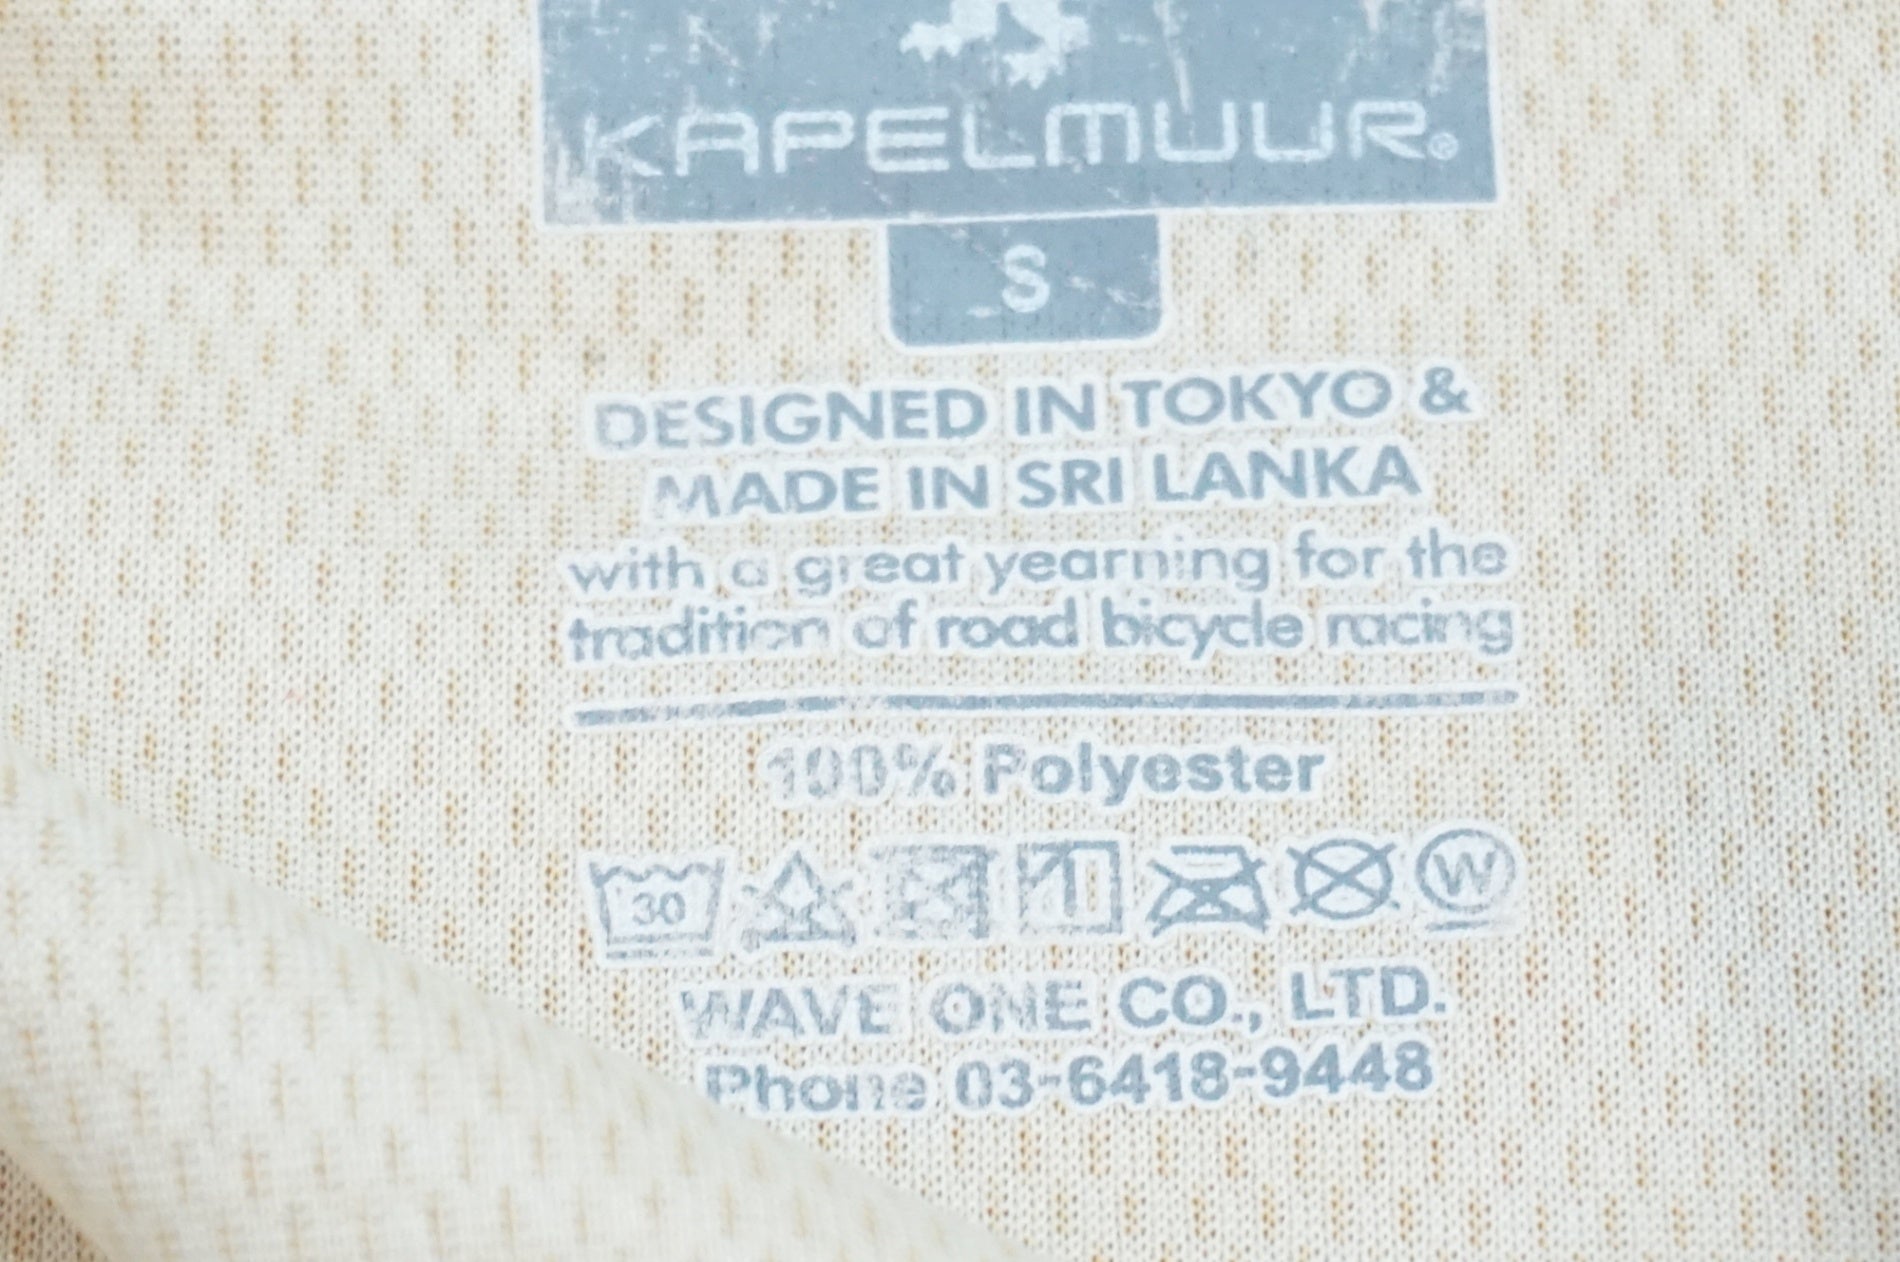 KAPELMUUR®
S
DESIGNED IN TOKYO &
MADE IN SRI LANKA
with a great yearning for the
tradition of road bicycle racing
100% Polyester
30
W
WAVE ONE CO., LTD.
Phone 03-6418-9448